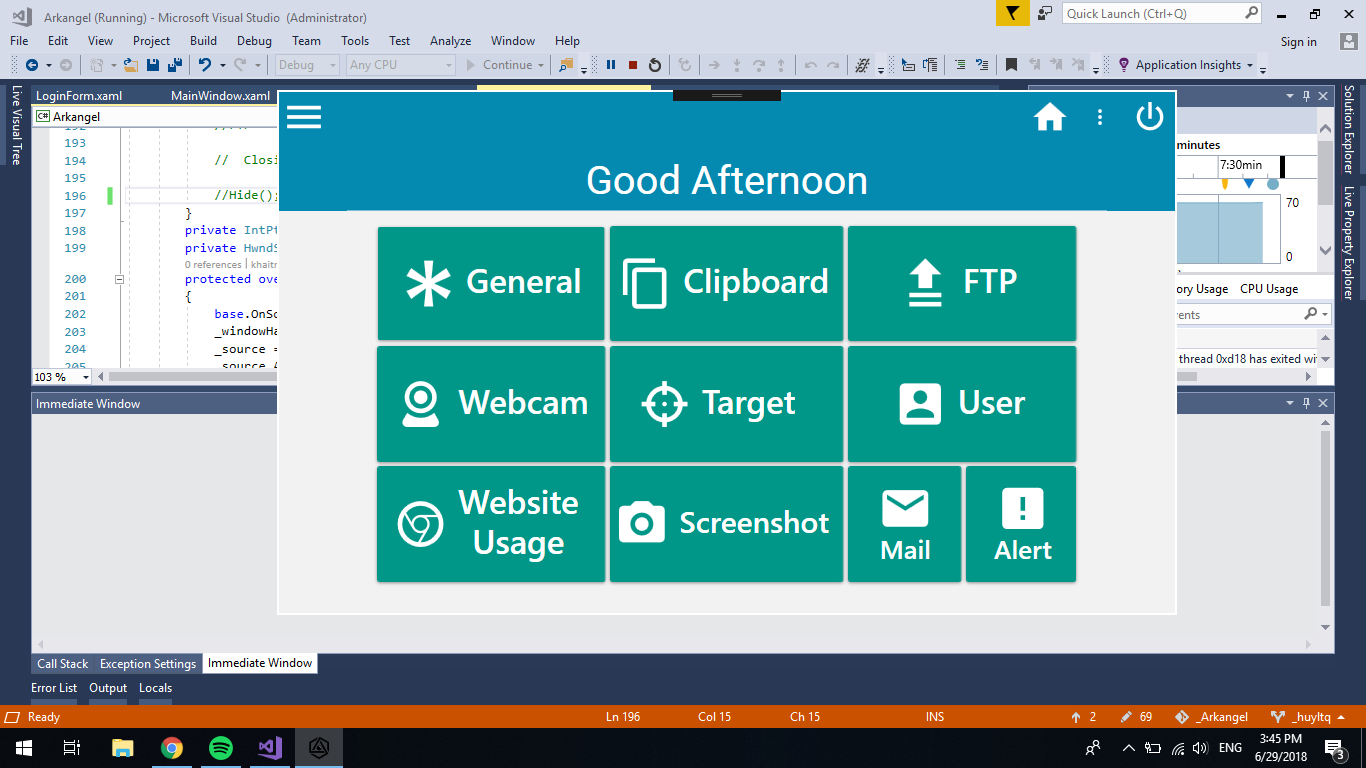 Arkangel (Running) - Microsoft Visual Studio (Administrator)
Quick Launch (Ctrl+Q)
File Edit View Project Build Debug Team Tools Test Analyze Window Help
Sign in
Debug Any CPU Continue Application Insights
Live Visual Tree
LoginForm.xaml MainWindow.xaml
C# Arkangel
192
193
194 // Closi
195
196 //Hide();
197 }
198 private IntPt
199 private HwndS
0 references | khaitr
200 protected ove
201 {
202 base.OnSo
203 _windowHa
204 _source =
205 _source.A
103 %
Immediate Window
Good Afternoon
General
Clipboard
FTP
Webcam
Target
User
Website
Usage
Screenshot
Mail
Alert
minutes
7:30min
70
0
ory Usage CPU Usage
ents
thread 0xd18 has exited wi
Solution Explorer
Live Property Explorer
Call Stack Exception Settings Immediate Window
Error List Output Locals
Ready Ln 196 Col 15 Ch 15 INS 2 69 _Arkangel _huyltq
ENG
3:45 PM
6/29/2018
3